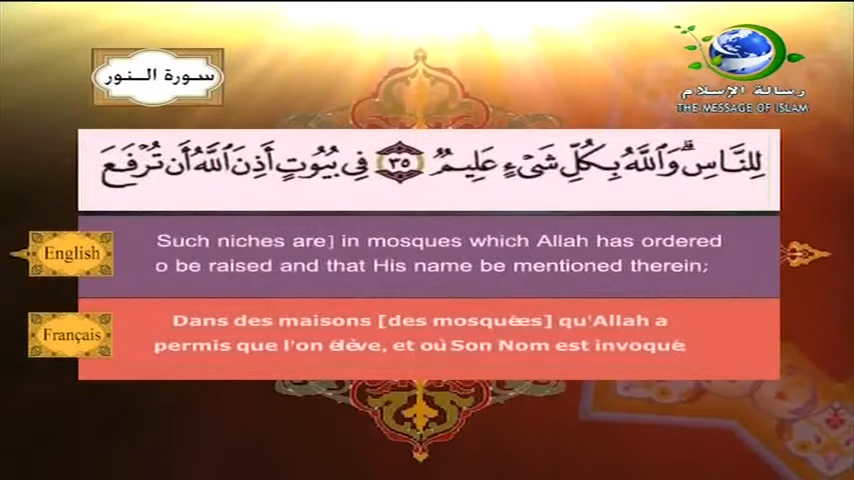 سورة النور
رسالة الإسلام
THE MESSAGE OF ISLAM
لِلنَّاسِ ۗ وَٱللَّهُ بِكُلِّ شَىْءٍ عَلِيمٌ ٣٥ فِى بُيُوتٍ أَذِنَ ٱللَّهُ أَن تُرْفَعَ
English
Such niches are] in mosques which Allah has ordered
o be raised and that His name be mentioned therein;
Français
Dans des maisons [des mosquées] qu'Allah a
permis que l'on élève, et où Son Nom est invoqué